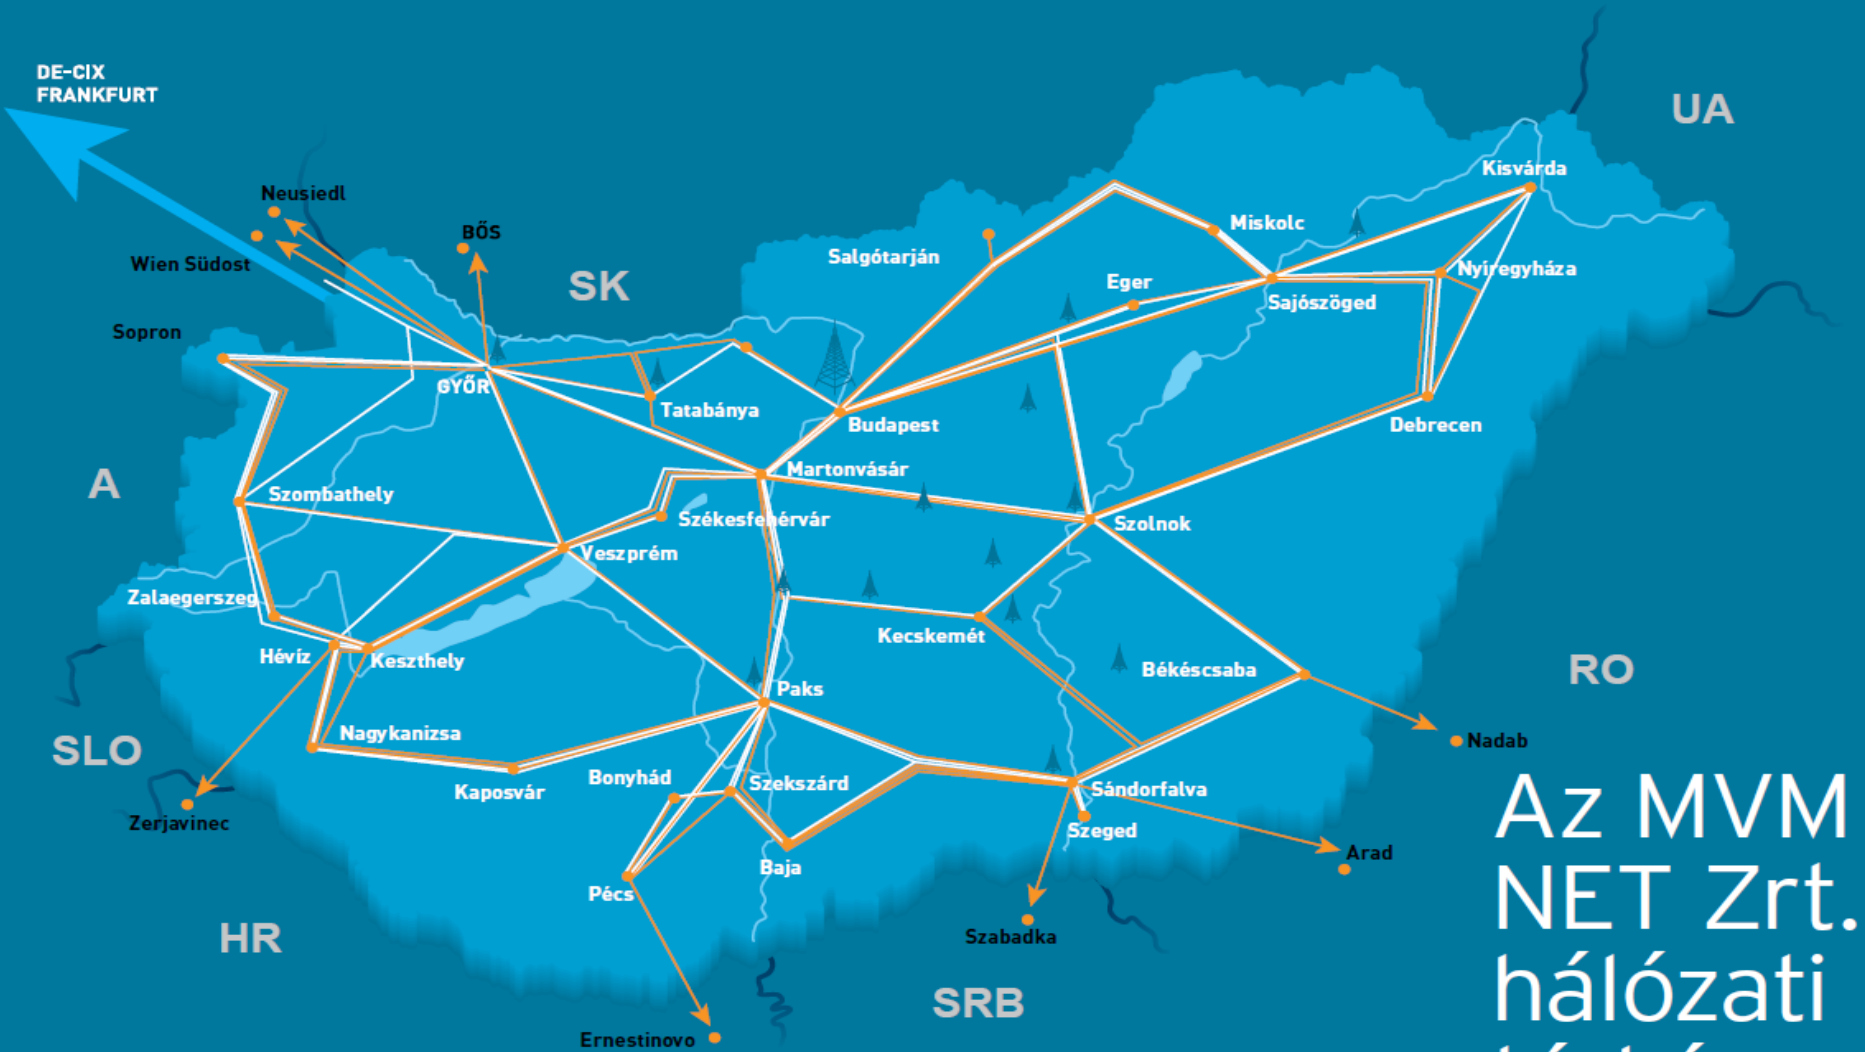 DE-CIX
FRANKFURT
UA
Kisvárda
Neusiedl
BŐS
Miskolc
Wien Südost
Salgótarján
SK
Eger
Nyíregyháza
Sajószöged
Sopron
GYŐR
Tatabánya
Budapest
Debrecen
A
Martonvásár
Szombathely
Székesfehérvár
Szolnok
Veszprém
Zalaegerszeg
Kecskemét
Hévíz
Keszthely
Békéscsaba
RO
Paks
Nagykanizsa
SLO
Nadab
Bonyhád
Szekszárd
Kaposvár
Sándorfalva
Zerjavinec
Szeged
Arad
Baja
Pécs
HR
Szabadka
SRB
Ernestinovo
Az MVM
NET Zrt.
hálózati